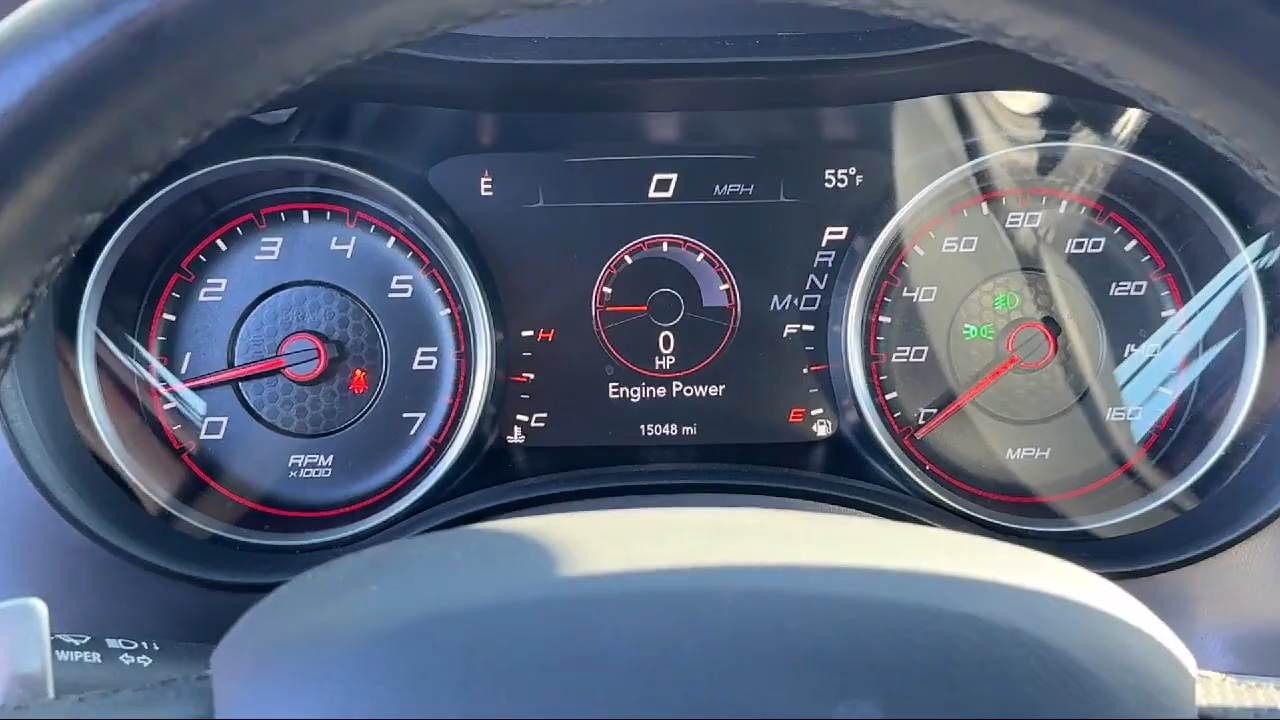 E
0 MPH
55°F
P
R
N
M D
0
1
2
3
4
5
6
7
RPM
x1000
H
C
0
HP
Engine Power
15048 mi
F
E
0
20
40
60
80
100
120
140
160
MPH
WIPER